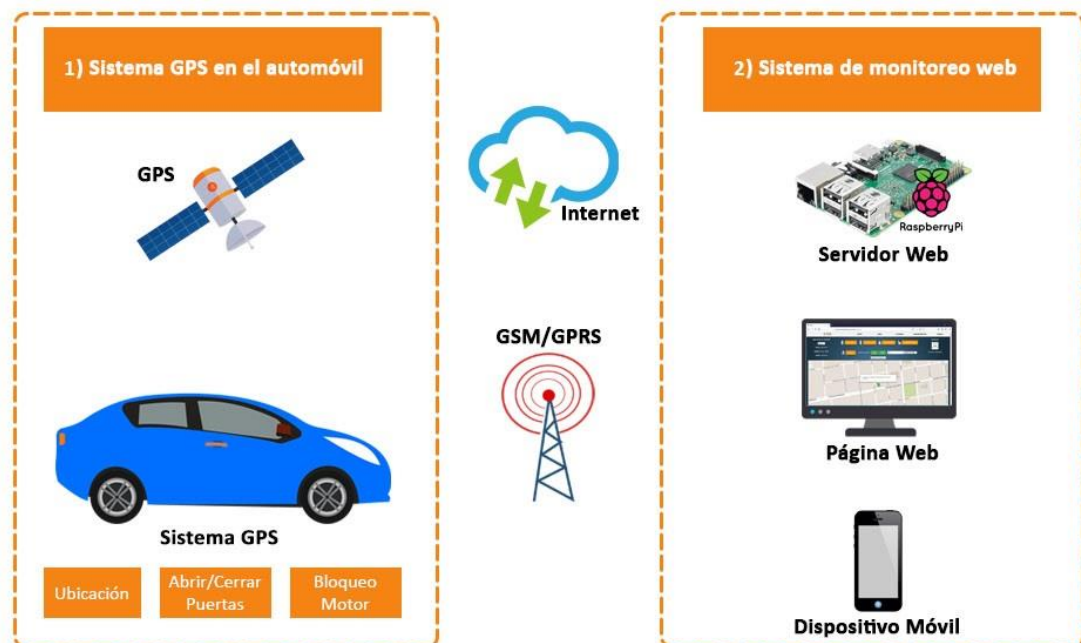 1) Sistema GPS en el automóvil
GPS
Sistema GPS
Ubicación
Abrir/Cerrar
Puertas
Bloqueo
Motor
Internet
GSM/GPRS
2) Sistema de monitoreo web
RaspberryPi
Servidor Web
Página Web
Dispositivo Móvil